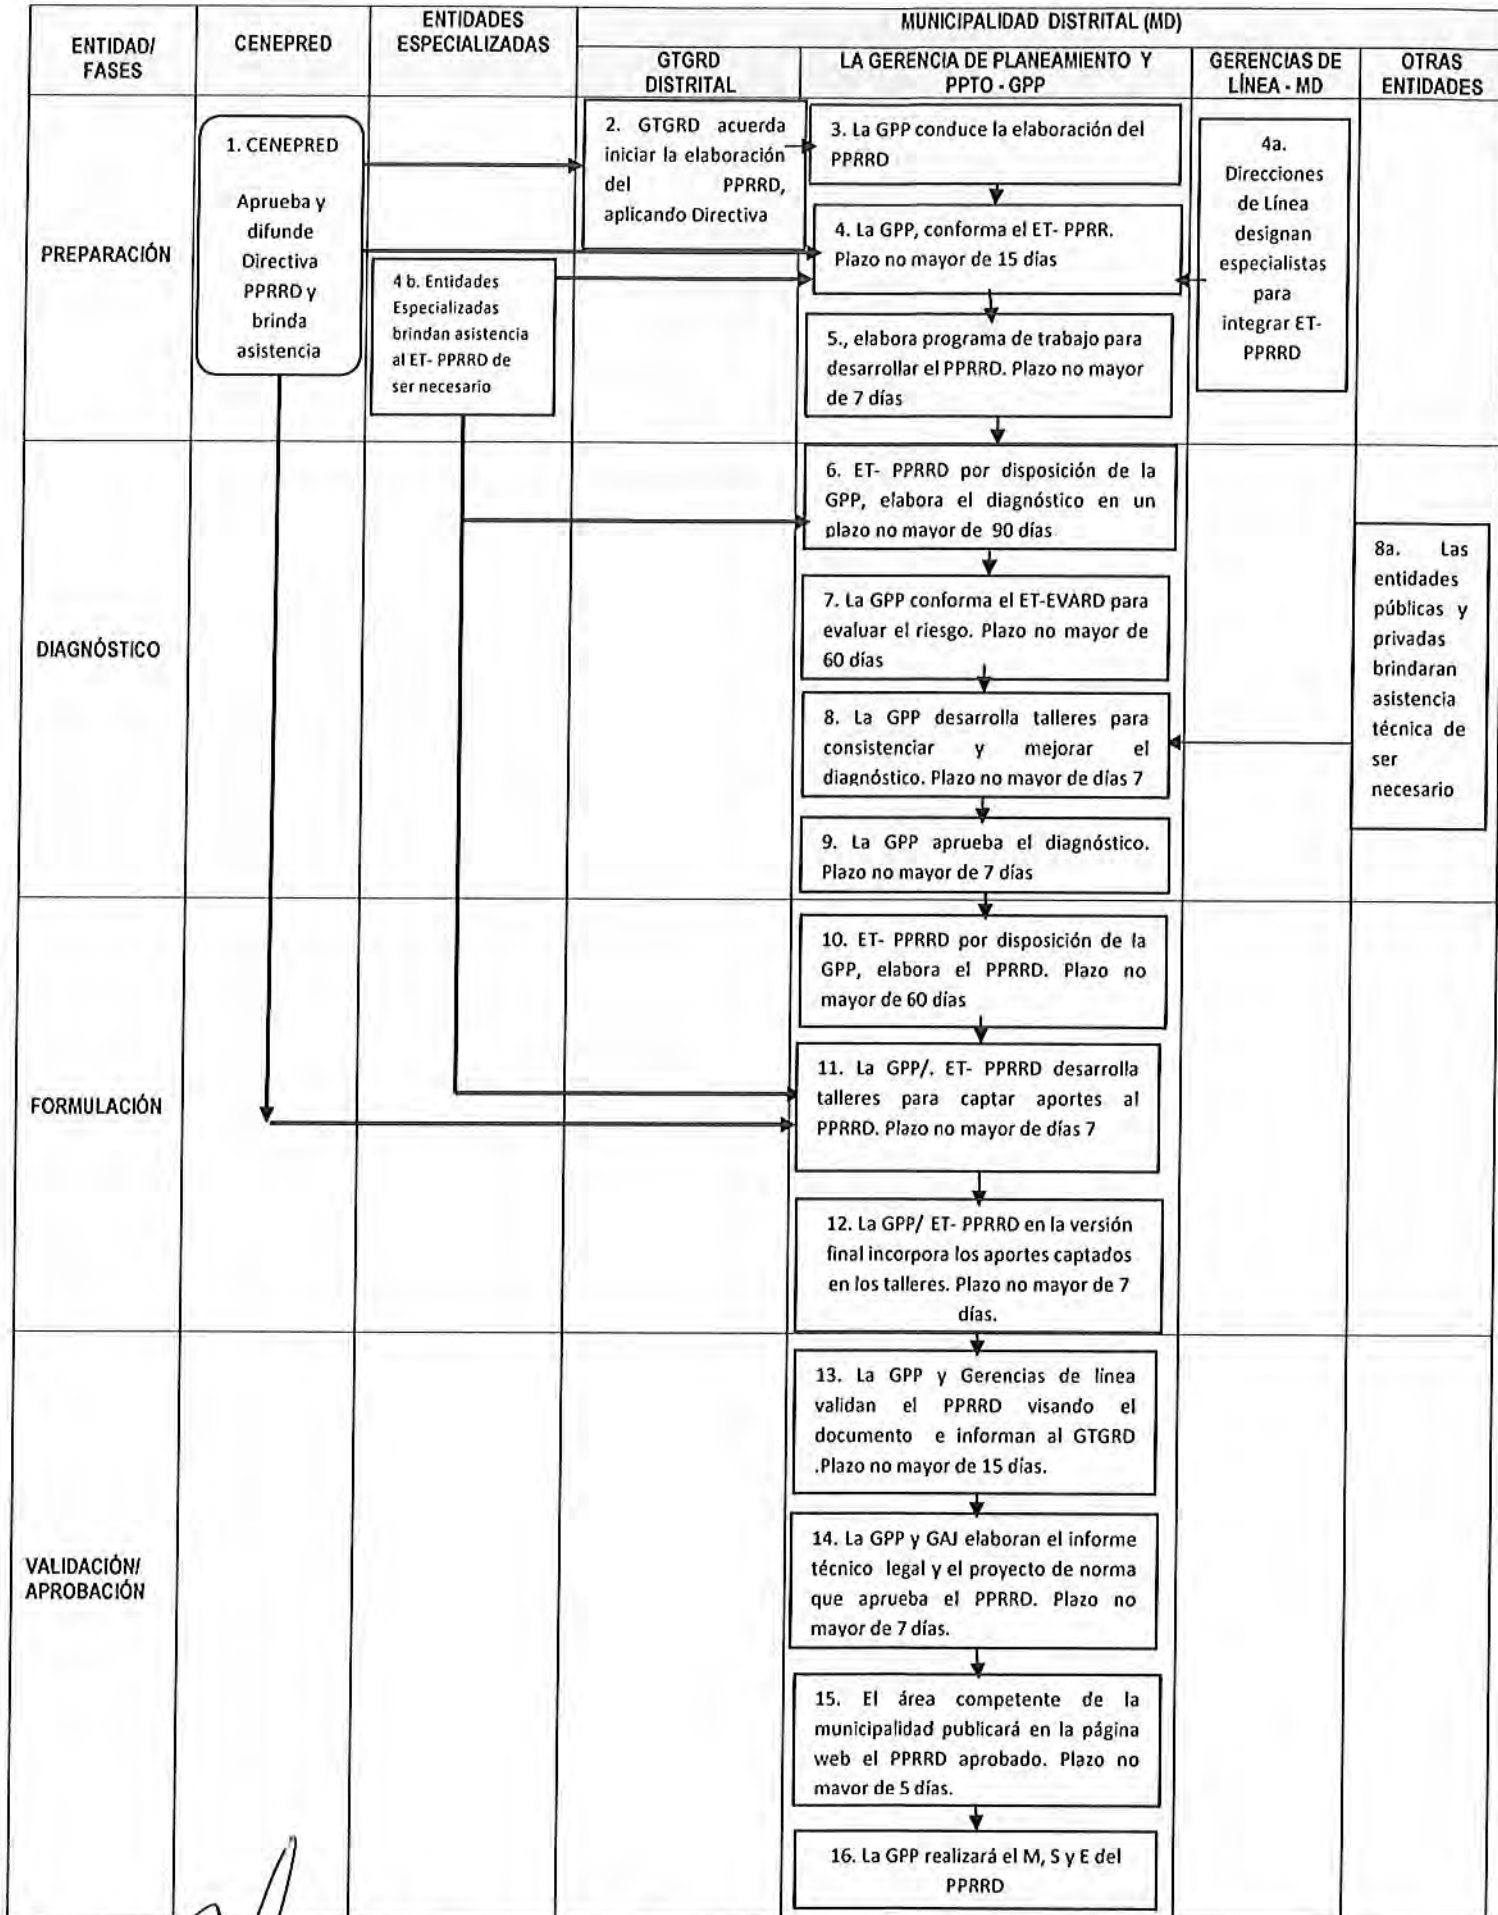 ENTIDAD/
FASES
CENEPRED
ENTIDADES
ESPECIALIZADAS
MUNICIPALIDAD DISTRITAL (MD)
GTGRD
DISTRITAL
LA GERENCIA DE PLANEAMIENTO Y
PPTO - GPP
GERENCIAS DE
LÍNEA - MD
OTRAS
ENTIDADES
PREPARACIÓN
1. CENEPRED
Aprueba y
difunde
Directiva
PPRRD y
brinda
asistencia
4 b. Entidades
Especializadas
brindan asistencia
al ET- PPRRD de
ser necesario
2. GTGRD acuerda
iniciar la elaboración
del PPRRD,
aplicando Directiva
3. La GPP conduce la elaboración del
PPRRD
4. La GPP, conforma el ET- PPRR.
Plazo no mayor de 15 días
5., elabora programa de trabajo para
desarrollar el PPRRD. Plazo no mayor
de 7 días
4a.
Direcciones
de Línea
designan
especialistas
para
integrar ET-
PPRRD
DIAGNÓSTICO
6. ET- PPRRD por disposición de la
GPP, elabora el diagnóstico en un
plazo no mayor de 90 días
7. La GPP conforma el ET-EVARD para
evaluar el riesgo. Plazo no mayor de
60 días
8. La GPP desarrolla talleres para
consistenciar y mejorar el
diagnóstico. Plazo no mayor de días 7
9. La GPP aprueba el diagnóstico.
Plazo no mayor de 7 días
8a. Las
entidades
públicas y
privadas
brindaran
asistencia
técnica de
ser
necesario
FORMULACIÓN
10. ET- PPRRD por disposición de la
GPP, elabora el PPRRD. Plazo no
mayor de 60 días
11. La GPP/. ET- PPRRD desarrolla
talleres para captar aportes al
PPRRD. Plazo no mayor de días 7
12. La GPP/ ET- PPRRD en la versión
final incorpora los aportes captados
en los talleres. Plazo no mayor de 7
días.
VALIDACIÓN/
APROBACIÓN
13. La GPP y Gerencias de línea
validan el PPRRD visando el
documento e informan al GTGRD
.Plazo no mayor de 15 días.
14. La GPP y GAJ elaboran el informe
técnico legal y el proyecto de norma
que aprueba el PPRRD. Plazo no
mayor de 7 días.
15. El área competente de la
municipalidad publicará en la página
web el PPRRD aprobado. Plazo no
mayor de 5 días.
16. La GPP realizará el M, S y E del
PPRRD